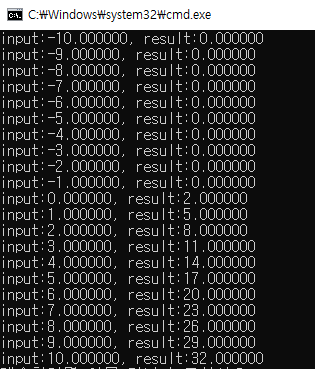 C:₩Windows₩system32₩cmd.exe
input:-10.000000, result:0.000000
input:-9.000000, result:0.000000
input:-8.000000, result:0.000000
input:-7.000000, result:0.000000
input:-6.000000, result:0.000000
input:-5.000000, result:0.000000
input:-4.000000, result:0.000000
input:-3.000000, result:0.000000
input:-2.000000, result:0.000000
input:-1.000000, result:0.000000
input:0.000000, result:2.000000
input:1.000000, result:5.000000
input:2.000000, result:8.000000
input:3.000000, result:11.000000
input:4.000000, result:14.000000
input:5.000000, result:17.000000
input:6.000000, result:20.000000
input:7.000000, result:23.000000
input:8.000000, result:26.000000
input:9.000000, result:29.000000
input:10.000000, result:32.000000